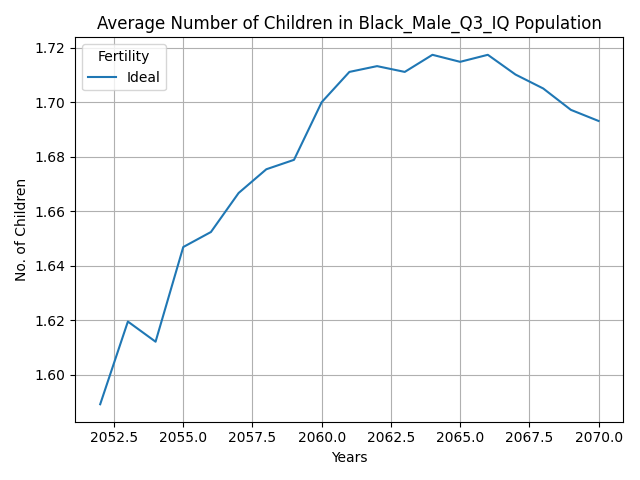 Average Number of Children in Black_Male_Q3_IQ Population
Fertility
Ideal
No. of Children
1.72
1.70
1.68
1.66
1.64
1.62
1.60
2052.5 2055.0 2057.5 2060.0 2062.5 2065.0 2067.5 2070.0
Years